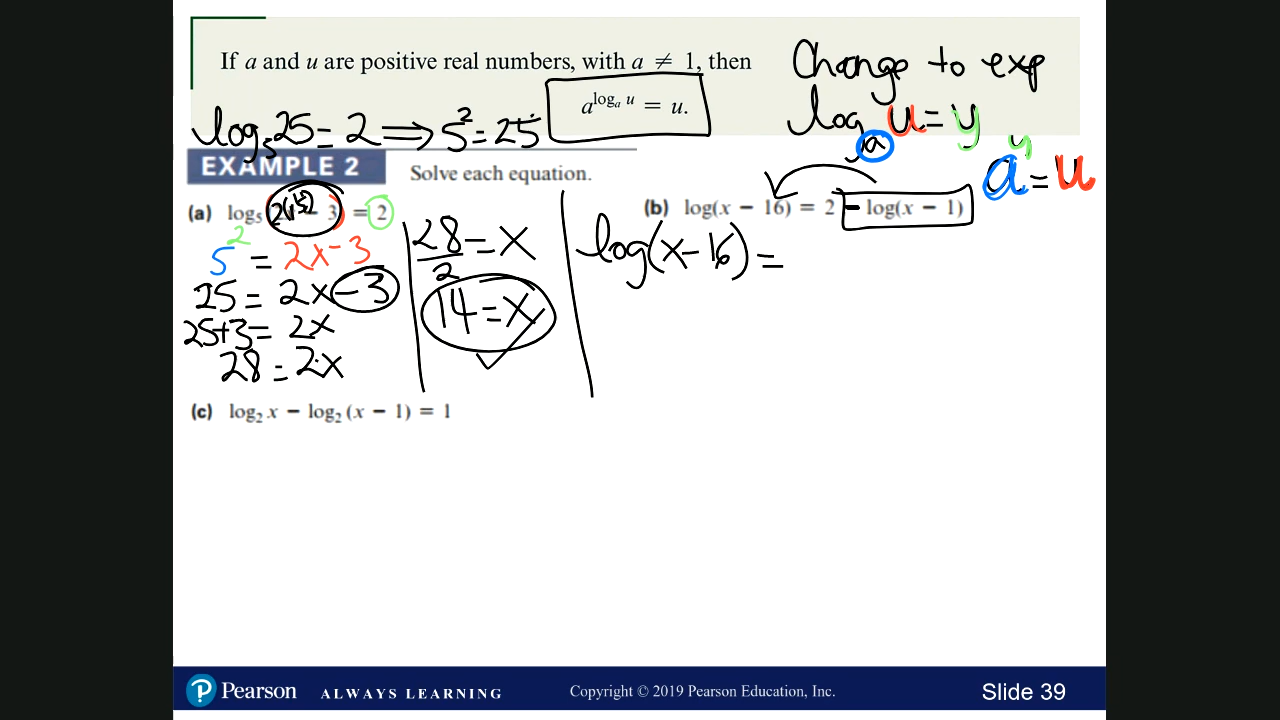 If a and u are positive real numbers, with a ≠ 1, then
a^{log_a u} = u.
Change to exp
log_a u = y
a^y = u
log_5 25 = 2 ⟹ 5^2 = 25
EXAMPLE 2 Solve each equation.
(a) log_5 (2x − 3) = 2
5^2 = 2x − 3
25 = 2x − 3
25+3 = 2x
28 = 2x
28/2 = x
14 = x
(b) log(x − 16) = 2 − log(x − 1)
log(x − 16) =
(c) log_2 x − log_2 (x − 1) = 1
P Pearson ALWAYS LEARNING Copyright © 2019 Pearson Education, Inc. Slide 39